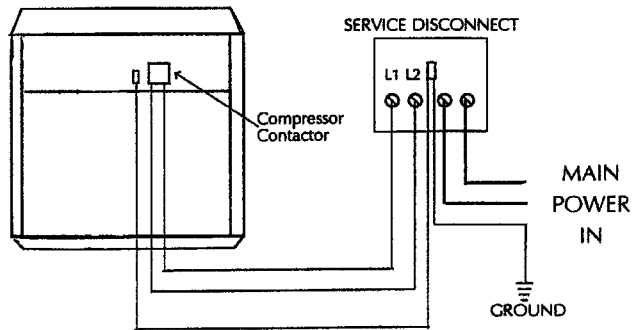 SERVICE DISCONNECT
L1 L2
Compressor
Contactor
MAIN
POWER
IN
GROUND